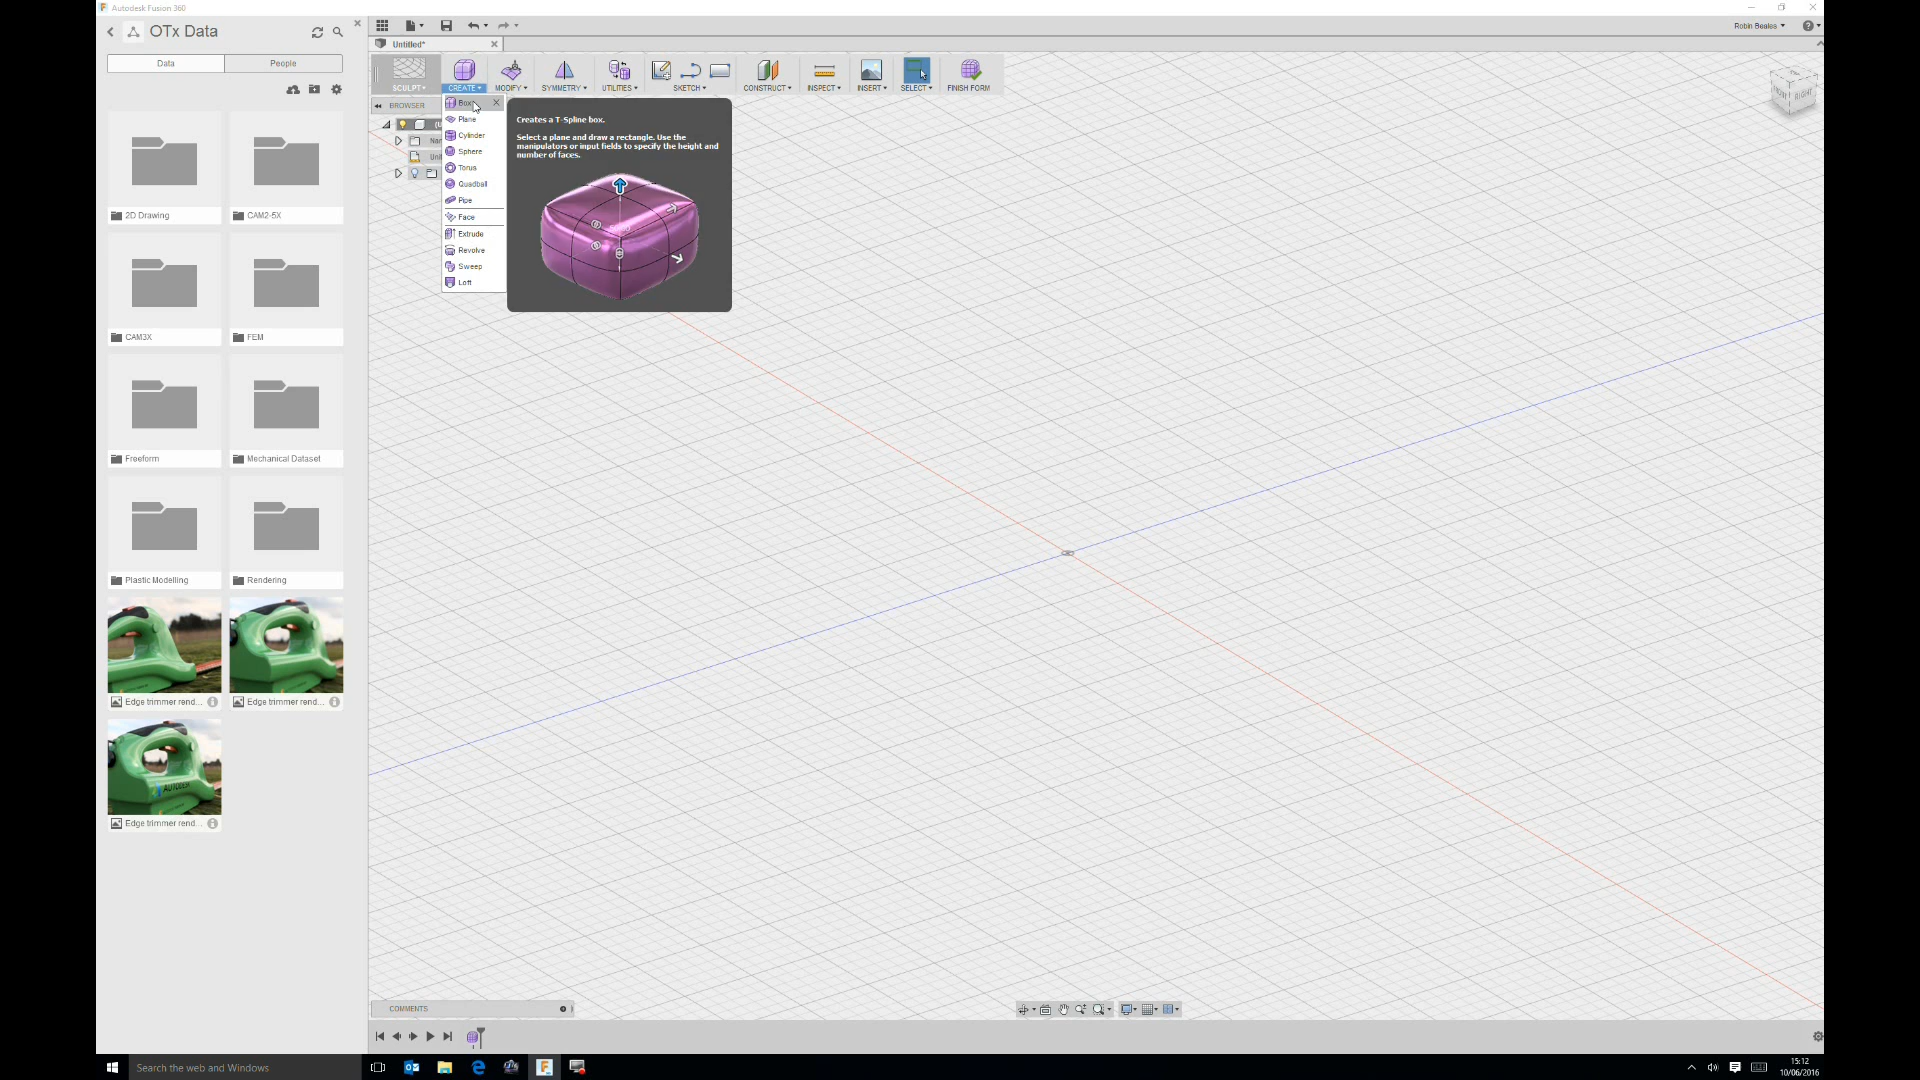 Autodesk Fusion 360
OTx Data
Data
People
2D Drawing
CAM2-5X
CAM3X
FEM
Freeform
Mechanical Dataset
Plastic Modelling
Rendering
Edge trimmer rend...
Edge trimmer rend...
Edge trimmer rend...
AUTODESK
Robin Beales
Untitled*
SCULPT
CREATE
MODIFY
SYMMETRY
UTILITIES
SKETCH
CONSTRUCT
INSPECT
INSERT
SELECT
FINISH FORM
BROWSER
Box
Plane
Cylinder
Sphere
Torus
Quadball
Pipe
Face
Extrude
Revolve
Sweep
Loft
Creates a T-Spline box.
Select a plane and draw a rectangle. Use the
manipulators or input fields to specify the height and
number of faces.
RIGHT
COMMENTS
Search the web and Windows
15:12
10/06/2016